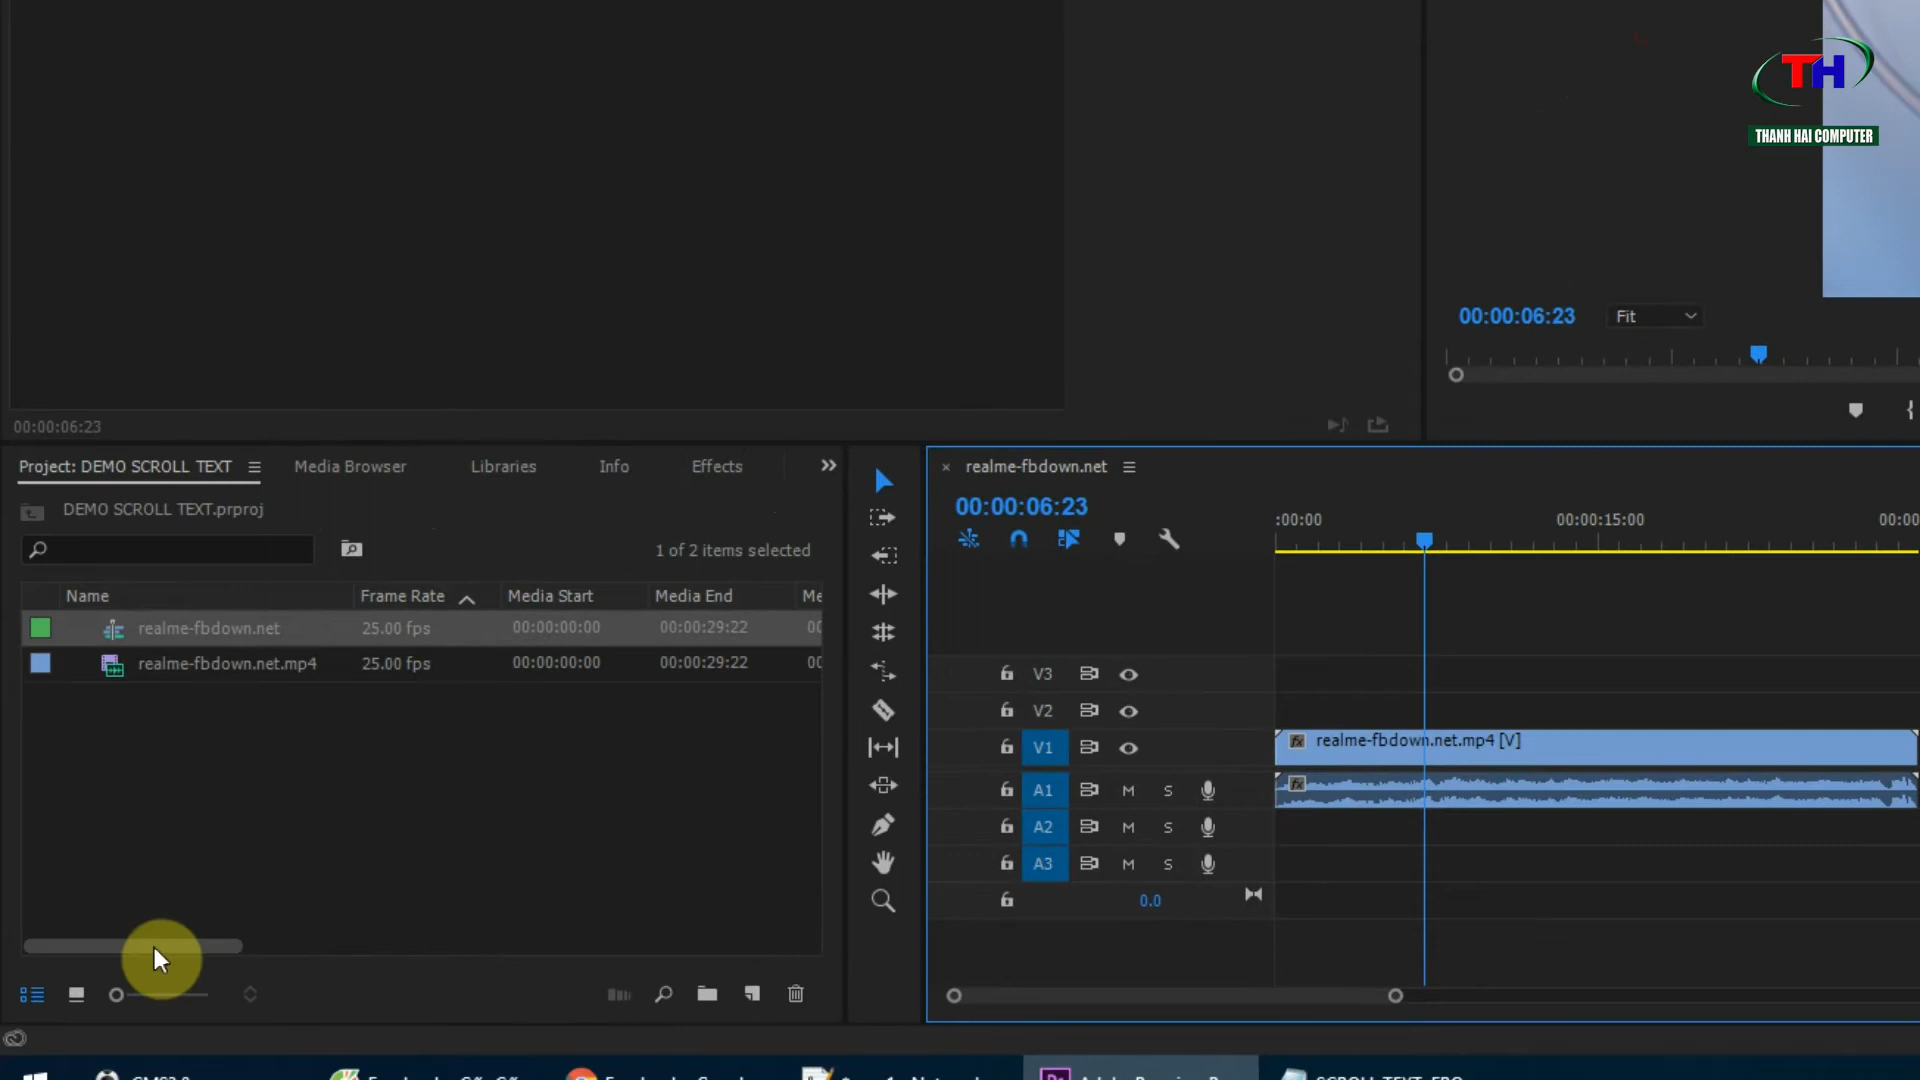 TH
THANH HAI COMPUTER
00:00:06:23
Fit
00:00:06:23
Project: DEMO SCROLL TEXT
Media Browser
Libraries
Info
Effects
realme-fbdown.net
DEMO SCROLL TEXT.prproj
00:00:06:23
1 of 2 items selected
:00:00
00:00:15:00
00:00
Name
Frame Rate
Media Start
Media End
Me
realme-fbdown.net
25.00 fps
00:00:00:00
00:00:29:22
00
realme-fbdown.net.mp4
25.00 fps
00:00:00:00
00:00:29:22
00
V3
V2
V1
realme-fbdown.net.mp4 [V]
fx
A1 M S
fx
A2 M S
A3 M S
0.0